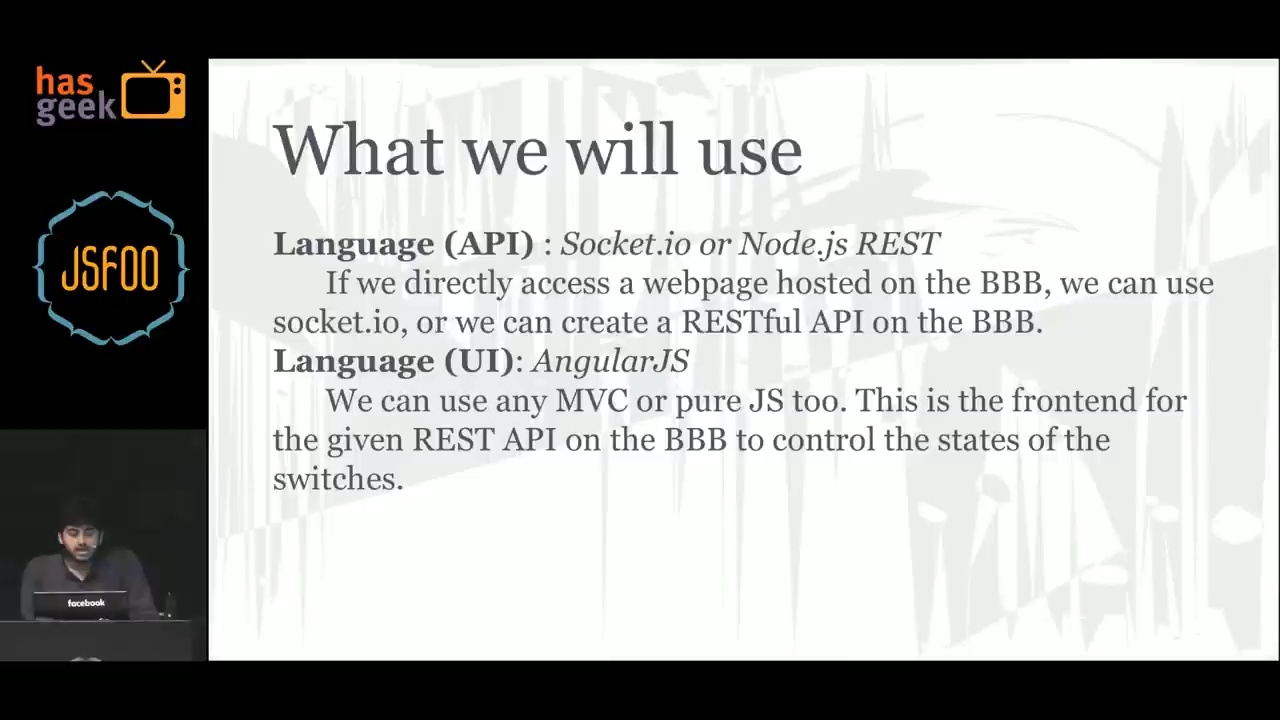 has
geek
JSFOO
What we will use
Language (API) : Socket.io or Node.js REST
If we directly access a webpage hosted on the BBB, we can use
socket.io, or we can create a RESTful API on the BBB.
Language (UI): AngularJS
We can use any MVC or pure JS too. This is the frontend for
the given REST API on the BBB to control the states of the
switches.
facebook